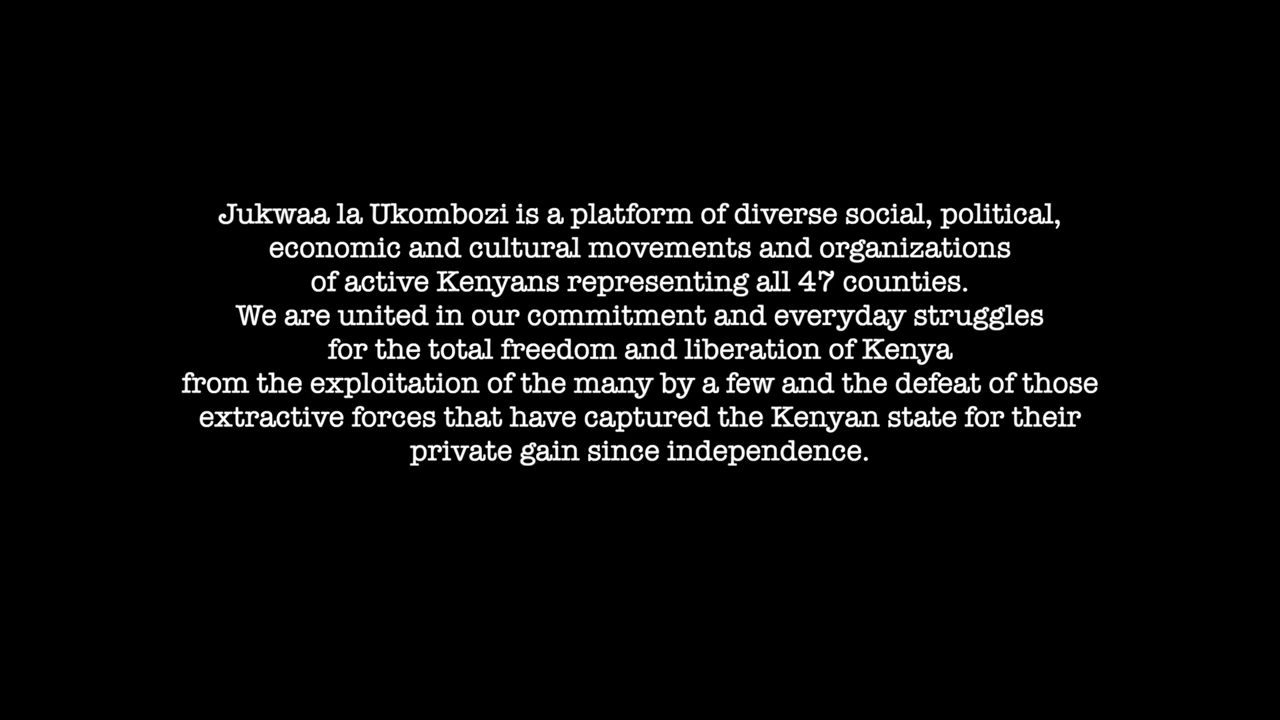 Jukwaa la Ukombozi is a platform of diverse social, political,
economic and cultural movements and organizations
of active Kenyans representing all 47 counties.
We are united in our commitment and everyday struggles
for the total freedom and liberation of Kenya
from the exploitation of the many by a few and the defeat of those
extractive forces that have captured the Kenyan state for their
private gain since independence.